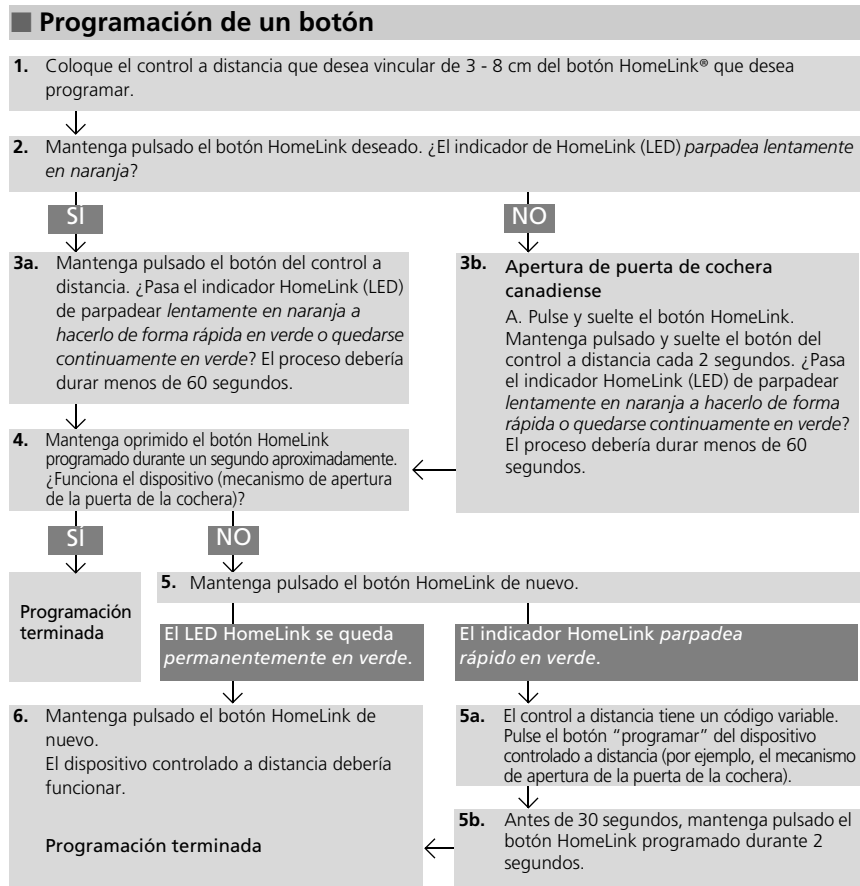 Programación de un botón
1. Coloque el control a distancia que desea vincular de 3 - 8 cm del botón HomeLink® que desea
programar.
2. Mantenga pulsado el botón HomeLink deseado. ¿El indicador de HomeLink (LED) parpadea lentamente
en naranja?
SÍ
NO
3a. Mantenga pulsado el botón del control a
distancia. ¿Pasa el indicador HomeLink (LED)
de parpadear lentamente en naranja a
hacerlo de forma rápida en verde o quedarse
continuamente en verde? El proceso debería
durar menos de 60 segundos.
3b. Apertura de puerta de cochera
canadiense
A. Pulse y suelte el botón HomeLink.
Mantenga pulsado y suelte el botón del
control a distancia cada 2 segundos. ¿Pasa
el indicador HomeLink (LED) de parpadear
lentamente en naranja a hacerlo de forma
rápida o quedarse continuamente en verde?
El proceso debería durar menos de 60
segundos.
4. Mantenga oprimido el botón HomeLink
programado durante un segundo aproximadamente.
¿Funciona el dispositivo (mecanismo de apertura
de la puerta de la cochera)?
SÍ
NO
Programación
terminada
5. Mantenga pulsado el botón HomeLink de nuevo.
El LED HomeLink se queda
permanentemente en verde.
El indicador HomeLink parpadea
rápido en verde.
6. Mantenga pulsado el botón HomeLink de
nuevo.
El dispositivo controlado a distancia debería
funcionar.
Programación terminada
5a. El control a distancia tiene un código variable.
Pulse el botón “programar” del dispositivo
controlado a distancia (por ejemplo, el mecanismo
de apertura de la puerta de la cochera).
5b. Antes de 30 segundos, mantenga pulsado el
botón HomeLink programado durante 2
segundos.